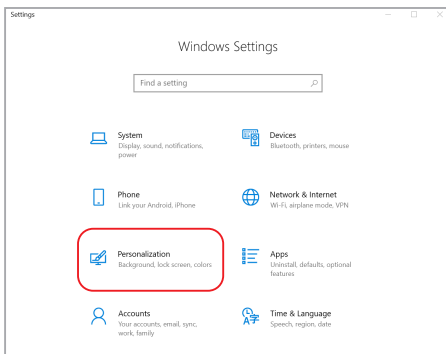 Settings
Windows Settings
Find a setting
System
Display, sound, notifications,
power
Devices
Bluetooth, printers, mouse
Phone
Link your Android, iPhone
Network & Internet
Wi-Fi, airplane mode, VPN
Personalization
Background, lock screen, colors
Apps
Uninstall, defaults, optional
features
Accounts
Your accounts, email, sync,
work, family
Time & Language
Speech, region, date